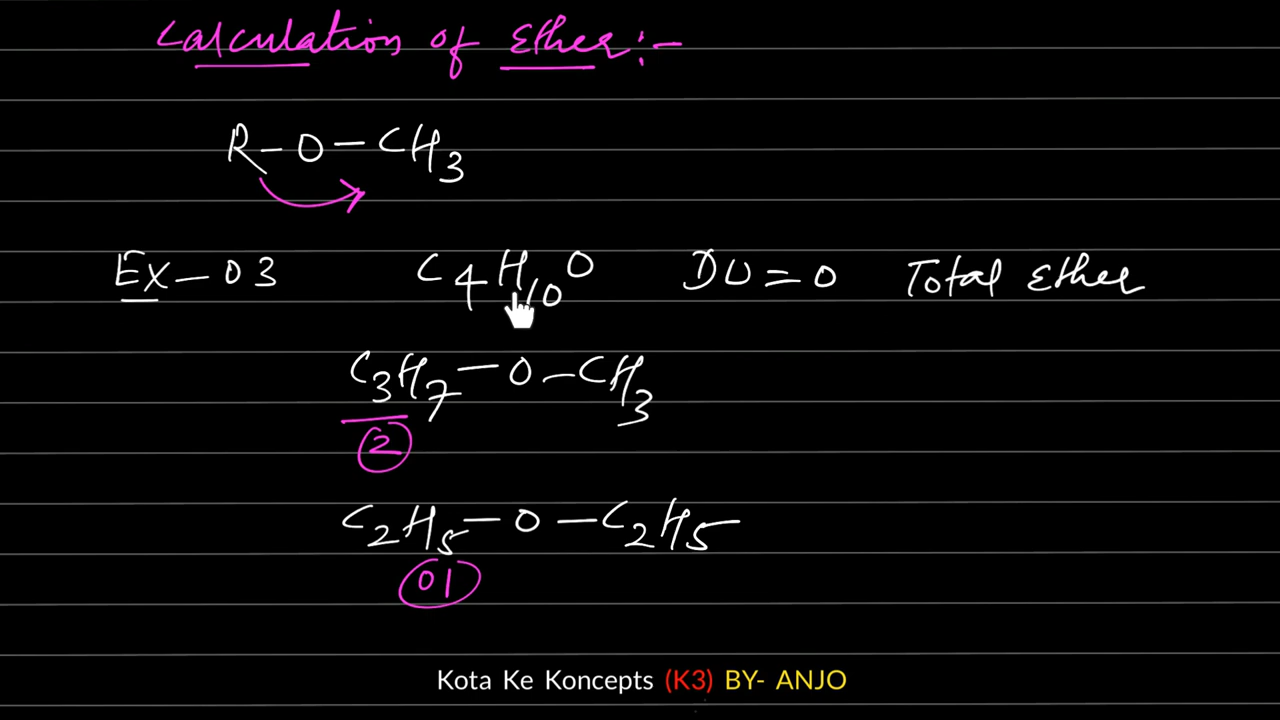 Calculation of Ether:-
R-O-CH3
Ex-03 C4H10O DU=0 Total Ether
C3H7-O-CH3
2
C2H5-O-C2H5
01
Kota Ke Koncepts (K3) BY- ANJO